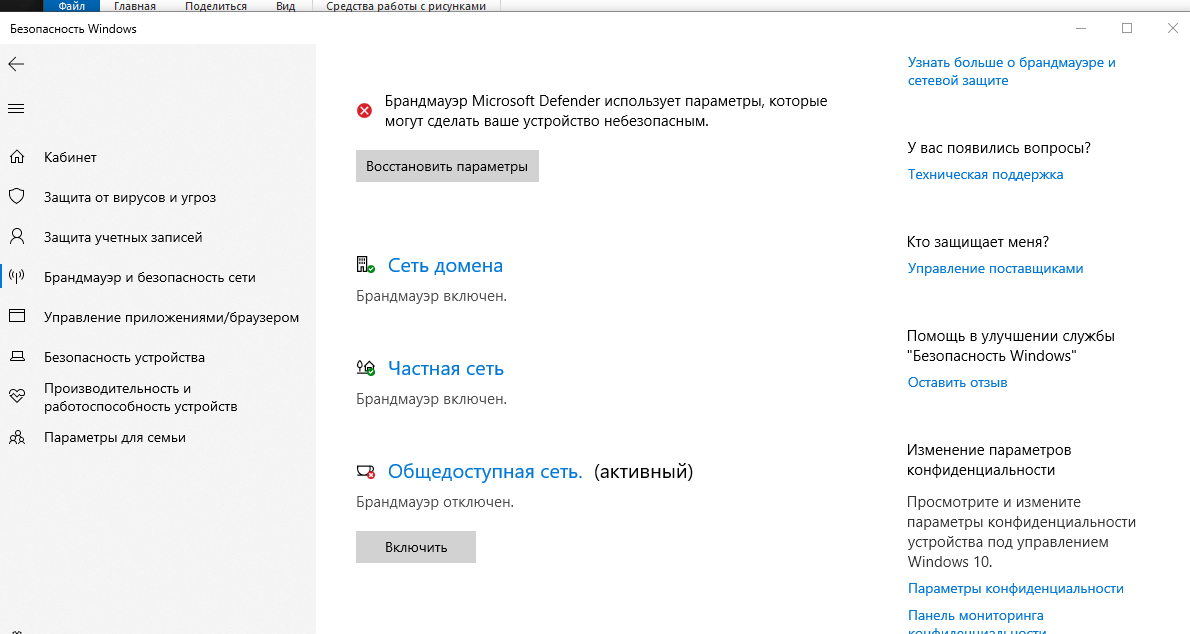 Файл Главная Поделиться Вид Средства работы с рисунками
Безопасность Windows
Кабинет
Защита от вирусов и угроз
Защита учетных записей
Брандмауэр и безопасность сети
Управление приложениями/браузером
Безопасность устройства
Производительность и
работоспособность устройств
Параметры для семьи
Брандмауэр Microsoft Defender использует параметры, которые
могут сделать ваше устройство небезопасным.
Восстановить параметры
Сеть домена
Брандмауэр включен.
Частная сеть
Брандмауэр включен.
Общедоступная сеть. (активный)
Брандмауэр отключен.
Включить
Узнать больше о брандмауэре и
сетевой защите
У вас появились вопросы?
Техническая поддержка
Кто защищает меня?
Управление поставщиками
Помощь в улучшении службы
"Безопасность Windows"
Оставить отзыв
Изменение параметров
конфиденциальности
Просмотрите и измените
параметры конфиденциальности
устройства под управлением
Windows 10.
Параметры конфиденциальности
Панель мониторинга
конфиденциальности